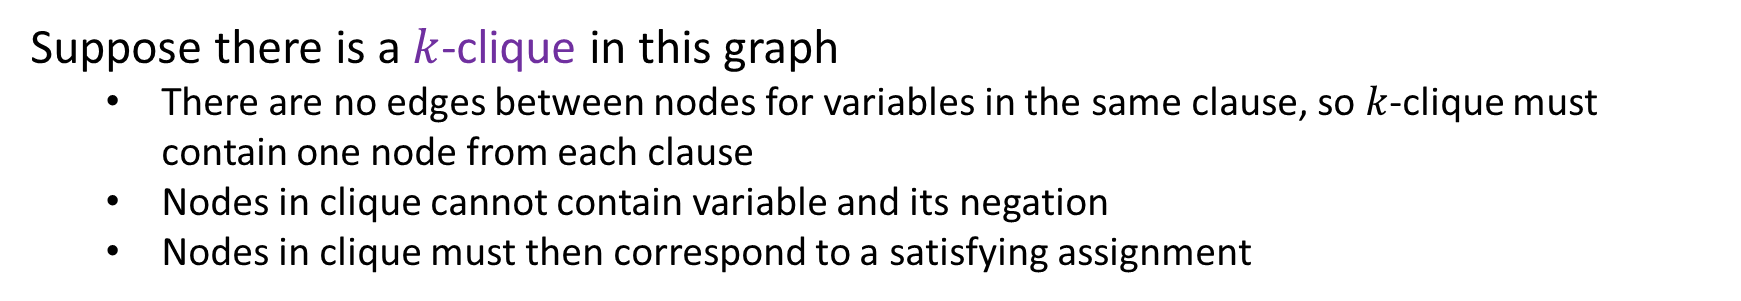 Suppose there is a k-clique in this graph
• There are no edges between nodes for variables in the same clause, so k-clique must
contain one node from each clause
• Nodes in clique cannot contain variable and its negation
• Nodes in clique must then correspond to a satisfying assignment